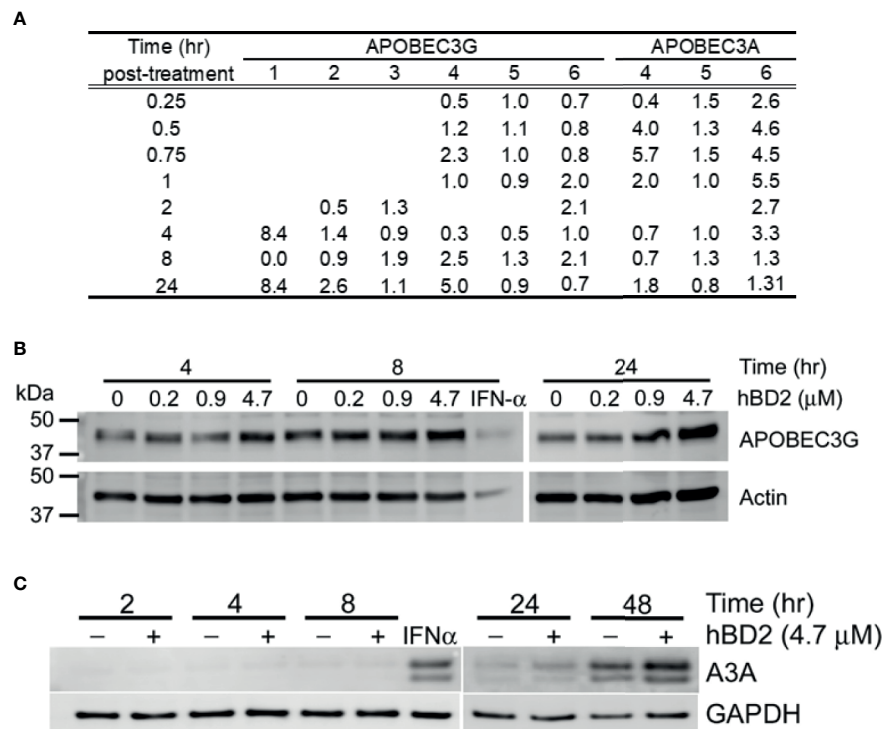 A
Time (hr) APOBEC3G APOBEC3A
post-treatment 1 2 3 4 5 6 4 5 6
0.25 0.5 1.0 0.7 0.4 1.5 2.6
0.5 1.2 1.1 0.8 4.0 1.3 4.6
0.75 2.3 1.0 0.8 5.7 1.5 4.5
1 1.0 0.9 2.0 2.0 1.0 5.5
2 0.5 1.3 2.1 2.7
4 8.4 1.4 0.9 0.3 0.5 1.0 0.7 1.0 3.3
8 0.0 0.9 1.9 2.5 1.3 2.1 0.7 1.3 1.3
24 8.4 2.6 1.1 5.0 0.9 0.7 1.8 0.8 1.31
B
4 8 24 Time (hr)
kDa 0 0.2 0.9 4.7 0 0.2 0.9 4.7 IFN-α 0 0.2 0.9 4.7 hBD2 (μM)
50
37 APOBEC3G
50
37 Actin
C
2 4 8 24 48 Time (hr)
– + – + – + IFNα – + – + hBD2 (4.7 μM)
A3A
GAPDH